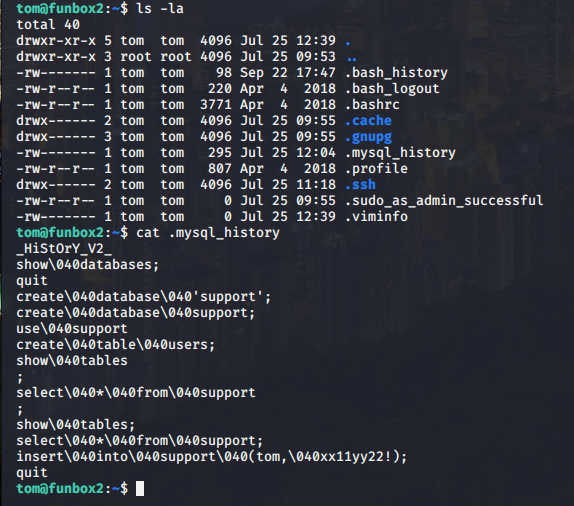 tom@funbox2:~$ ls -la
total 40
drwxr-xr-x 5 tom  tom  4096 Jul 25 12:39 .
drwxr-xr-x 3 root root 4096 Jul 25 09:53 ..
-rw------- 1 tom  tom    98 Sep 22 17:47 .bash_history
-rw-r--r-- 1 tom  tom   220 Apr  4  2018 .bash_logout
-rw-r--r-- 1 tom  tom  3771 Apr  4  2018 .bashrc
drwx------ 2 tom  tom  4096 Jul 25 09:55 .cache
drwx------ 3 tom  tom  4096 Jul 25 09:55 .gnupg
-rw------- 1 tom  tom   295 Jul 25 12:04 .mysql_history
-rw-r--r-- 1 tom  tom   807 Apr  4  2018 .profile
drwx------ 2 tom  tom  4096 Jul 25 11:18 .ssh
-rw-r--r-- 1 tom  tom     0 Jul 25 09:55 .sudo_as_admin_successful
-rw------- 1 tom  tom     0 Jul 25 12:39 .viminfo
tom@funbox2:~$ cat .mysql_history
_HiStOrY_V2_
show\040databases;
quit
create\040database\040'support';
create\040database\040support;
use\040support
create\040table\040users;
show\040tables
;
select\040*\040from\040support
;
show\040tables;
select\040*\040from\040support;
insert\040into\040support\040(tom,\040xx11yy22!);
quit
tom@funbox2:~$